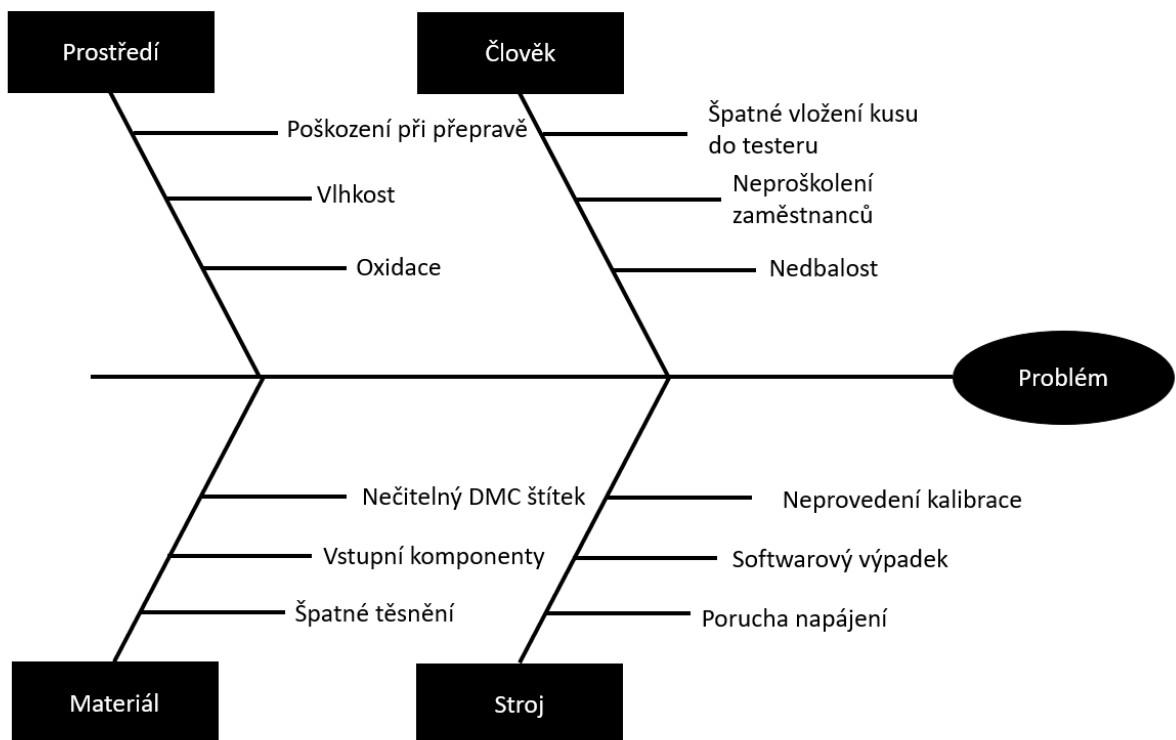 Prostředí
Člověk
Poškození při přepravě
Vlhkost
Oxidace
Špatné vložení kusu
do testeru
Neproškolení
zaměstnanců
Nedbalost
Problém
Nečitelný DMC štítek
Vstupní komponenty
Špatné těsnění
Neprovedení kalibrace
Softwarový výpadek
Porucha napájení
Materiál
Stroj